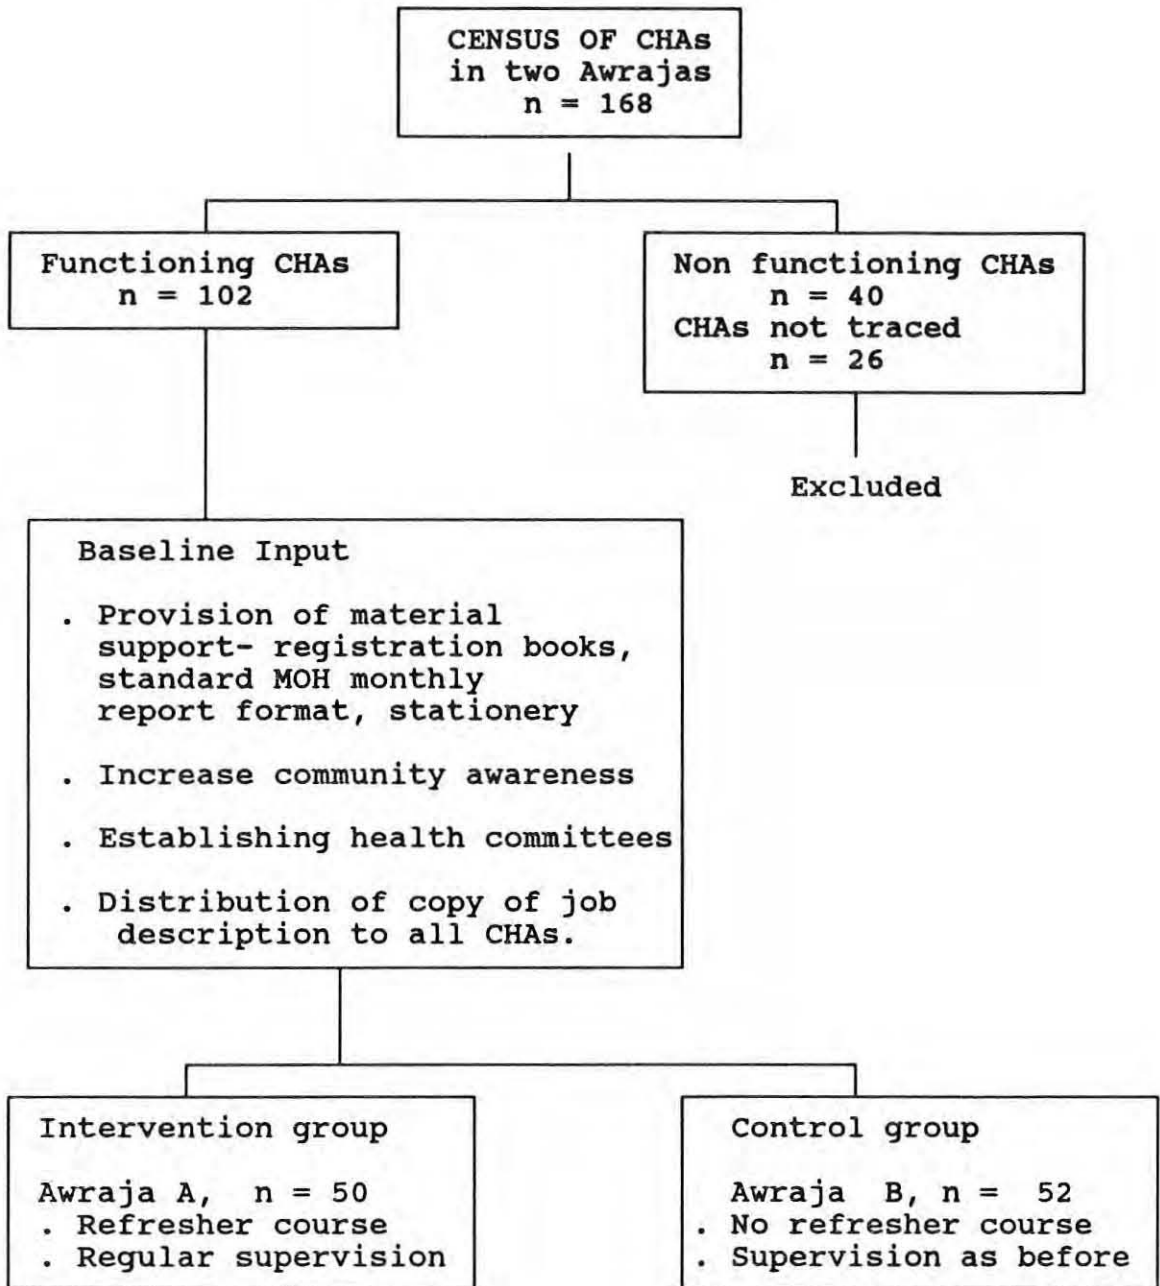 CENSUS OF CHAs
in two Awrajas
n = 168
Functioning CHAs
n = 102
Non functioning CHAs
n = 40
CHAs not traced
n = 26
Excluded
Baseline Input
. Provision of material
support- registration books,
standard MOH monthly
report format, stationery
. Increase community awareness
. Establishing health committees
. Distribution of copy of job
description to all CHAs.
Intervention group
Awraja A, n = 50
. Refresher course
. Regular supervision
Control group
Awraja B, n = 52
. No refresher course
. Supervision as before